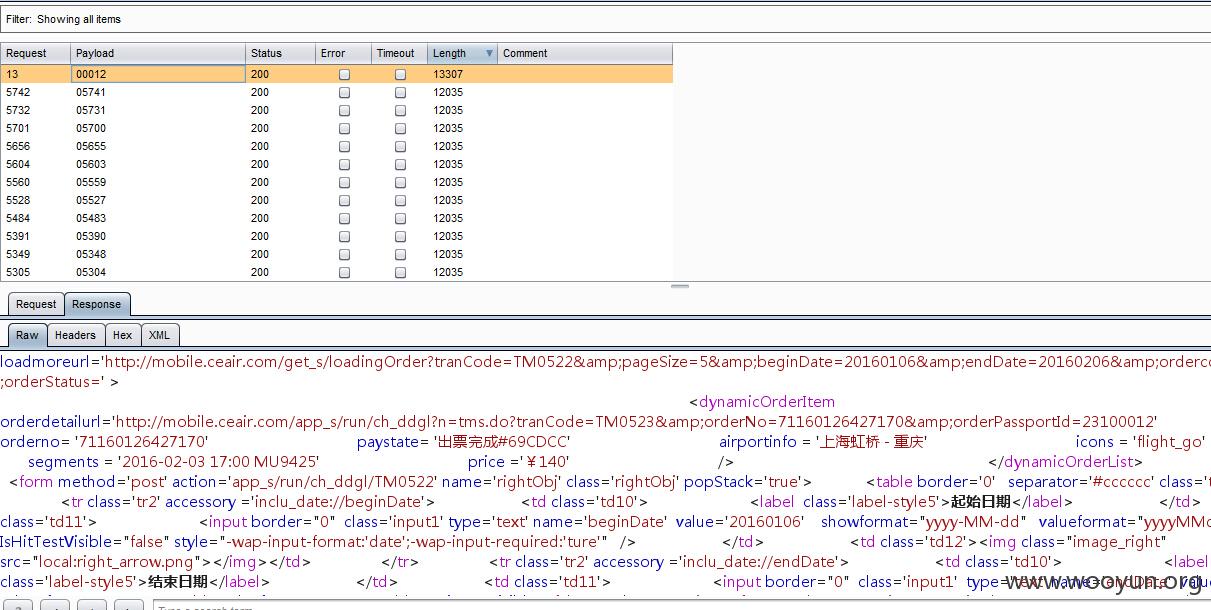 Filter: Showing all items
Request Payload Status Error Timeout Length Comment
13 00012 200 13307
5742 05741 200 12035
5732 05731 200 12035
5701 05700 200 12035
5656 05655 200 12035
5604 05603 200 12035
5560 05559 200 12035
5528 05527 200 12035
5484 05483 200 12035
5391 05390 200 12035
5349 05348 200 12035
5305 05304 200 12035
Request Response
Raw Headers Hex XML
loadmoreurl='http://mobile.ceair.com/get_s/loadingOrder?tranCode=TM0522&amp;pageSize=5&amp;beginDate=20160106&amp;endDate=20160206&amp;orderc
;orderStatus=' >
<dynamicOrderItem
orderdetailurl='http://mobile.ceair.com/app_s/run/ch_ddgl?n=tms.do?tranCode=TM0523&amp;orderNo=71160126427170&amp;orderPassportId=23100012'
orderno= '71160126427170' paystate= '出票完成#69CDCC' airportinfo = '上海虹桥 - 重庆' icons = 'flight_go'
segments = '2016-02-03 17:00 MU9425' price ='¥140' /> </dynamicOrderList>
<form method='post' action='app_s/run/ch_ddgl/TM0522' name='rightObj' class='rightObj' popStack='true'> <table border='0' separator='#cccccc' class='t
<tr class='tr2' accessory ='inclu_date://beginDate'> <td class='td10'> <label class='label-style5'>起始日期</label> </td>
class='td11'> <input border="0" class='input1' type='text' name='beginDate' value='20160106' showformat="yyyy-MM-dd" valueformat="yyyyMMd
IsHitTestVisible="false" style="-wap-input-format:'date';-wap-input-required:'ture'" /> </td> <td class='td12'><img class="image_right"
src="local:right_arrow.png"></img></td> </tr> <tr class='tr2' accessory ='inclu_date://endDate'> <td class='td10'> <label
class='label-style5'>结束日期</label> </td> <td class='td11'> <input border="0" class='input1' type=
www.wooyun.org